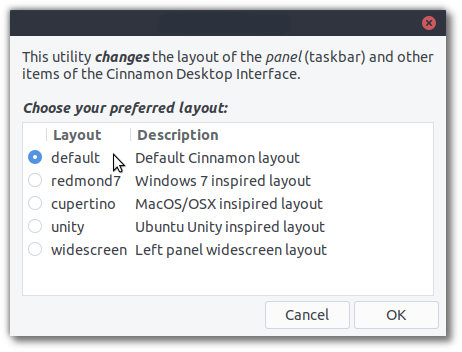 This utility changes the layout of the panel (taskbar) and other
items of the Cinnamon Desktop Interface.
Choose your preferred layout:
Layout Description
default Default Cinnamon layout
redmond7 Windows 7 inspired layout
cupertino MacOS/OSX insipired layout
unity Ubuntu Unity inspired layout
widescreen Left panel widescreen layout
Cancel OK